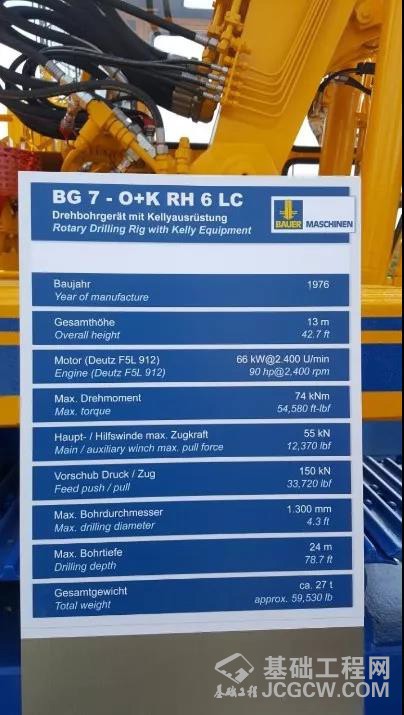 BG 7 - O+K RH 6 LC
Drehbohrgerät mit Kellyausrüstung
Rotary Drilling Rig with Kelly Equipment
BAUER MASCHINEN
Baujahr 1976
Year of manufacture
Gesamthöhe 13 m
Overall height 42.7 ft
Motor (Deutz F5L 912) 66 kW@2.400 U/min
Engine (Deutz F5L 912) 90 hp@2,400 rpm
Max. Drehmoment 74 kNm
Max. torque 54,580 ft-lbf
Haupt- / Hilfswinde max. Zugkraft 55 kN
Main / auxiliary winch max. pull force 12,370 lbf
Vorschub Druck / Zug 150 kN
Feed push / pull 33,720 lbf
Max. Bohrdurchmesser 1.300 mm
Max. drilling diameter 4.3 ft
Max. Bohrtiefe 24 m
Drilling depth 78.7 ft
Gesamtgewicht ca. 27 t
Total weight approx. 59,530 lb
基础工程 基础工程网
JCGCW.COM